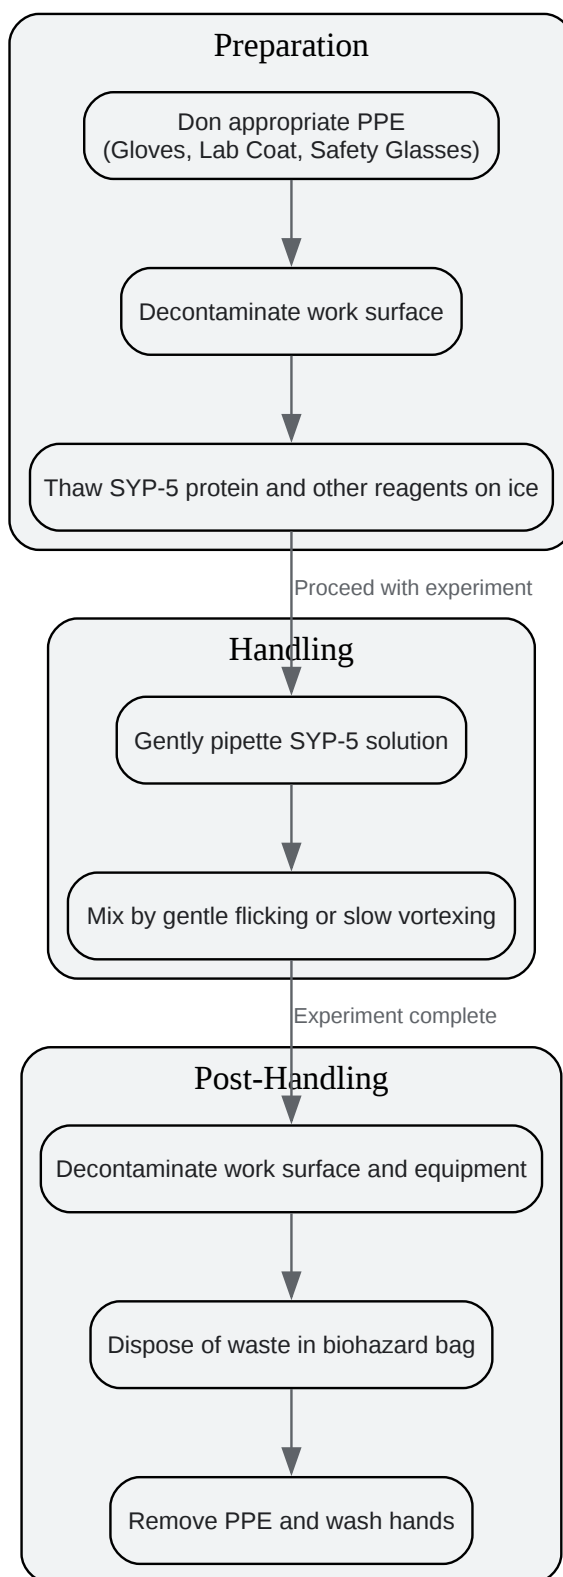 Preparation
Don appropriate PPE
(Gloves, Lab Coat, Safety Glasses)
Decontaminate work surface
Thaw SYP-5 protein and other reagents on ice
Proceed with experiment
Handling
Gently pipette SYP-5 solution
Mix by gentle flicking or slow vortexing
Experiment complete
Post-Handling
Decontaminate work surface and equipment
Dispose of waste in biohazard bag
Remove PPE and wash hands